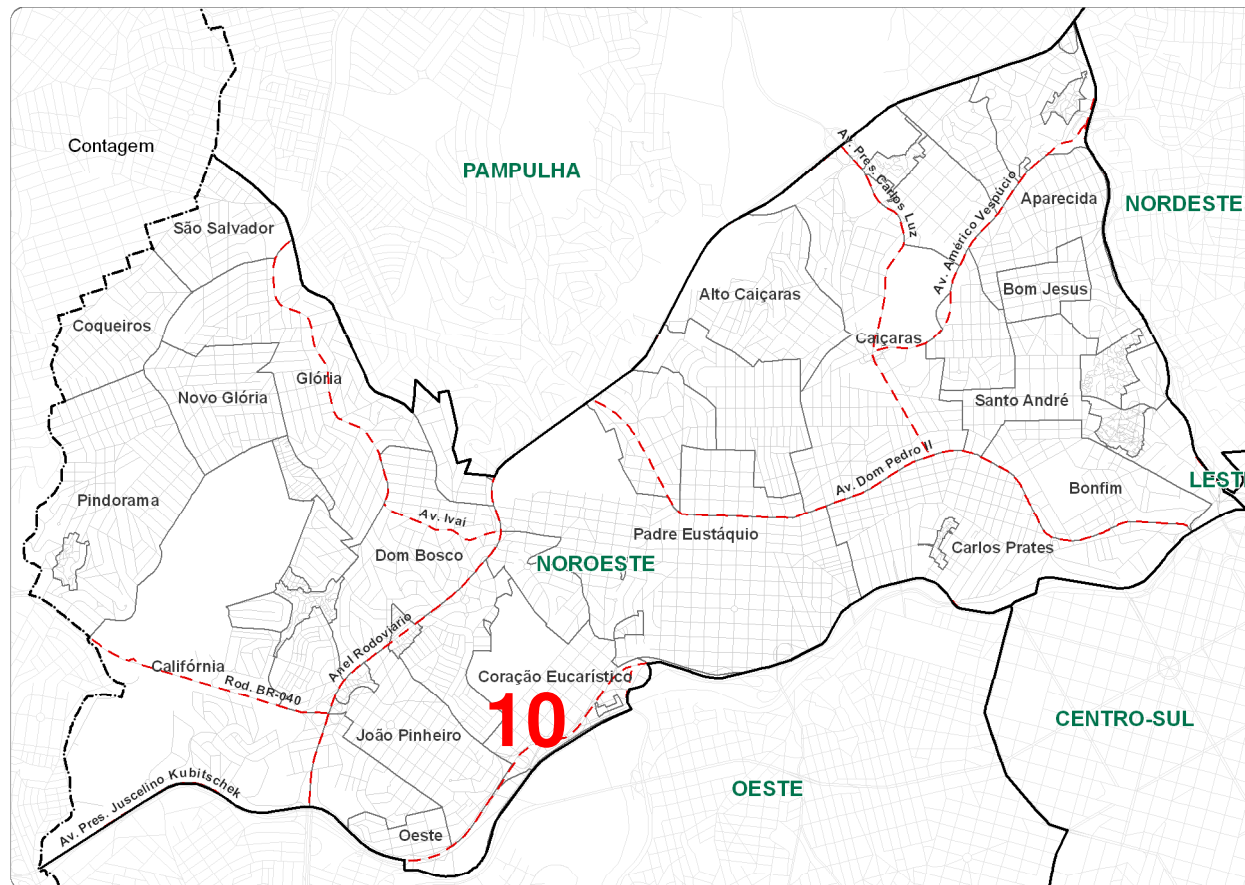 Contagem
PAMPULHA
Av. Pres. Carlos Luz
Av. Américo Vespúcio
Aparecida
NORDESTE
São Salvador
Alto Caiçaras
Bom Jesus
Coqueiros
Caiçaras
Glória
Novo Glória
Santo André
Av. Dom Pedro II
LEST
Pindorama
Bonfim
Av. Ivaí
Padre Eustáquio
Dom Bosco
NOROESTE
Carlos Prates
Anel Rodoviário
Califórnia
Rod. BR-040
Coração Eucarístico
10
João Pinheiro
CENTRO-SUL
Av. Pres. Juscelino Kubitschek
OESTE
Oeste